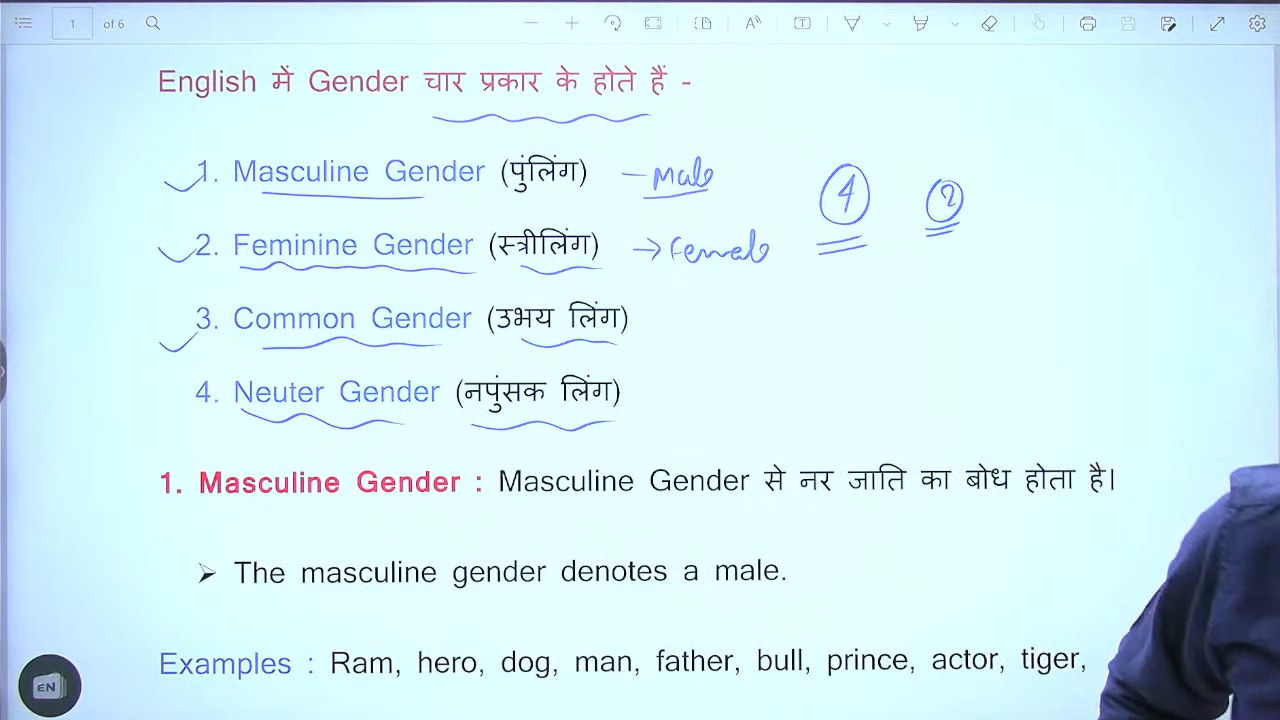 1 of 6
English में Gender चार प्रकार के होते हैं -
1. Masculine Gender (पुंलिंग) – Male
4 2
2. Feminine Gender (स्त्रीलिंग) → Female
3. Common Gender (उभय लिंग)
4. Neuter Gender (नपुंसक लिंग)
1. Masculine Gender : Masculine Gender से नर जाति का बोध होता है।
➢ The masculine gender denotes a male.
Examples : Ram, hero, dog, man, father, bull, prince, actor, tiger,
EN